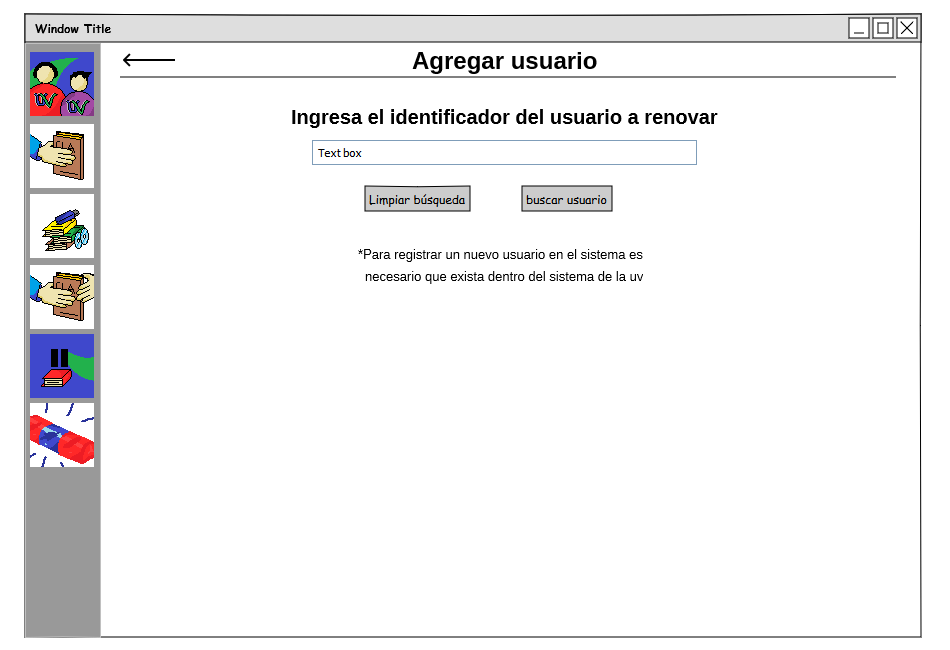 Window Title
Agregar usuario
Ingresa el identificador del usuario a renovar
Text box
Limpiar búsqueda
buscar usuario
*Para registrar un nuevo usuario en el sistema es
necesario que exista dentro del sistema de la uv
UV
UV